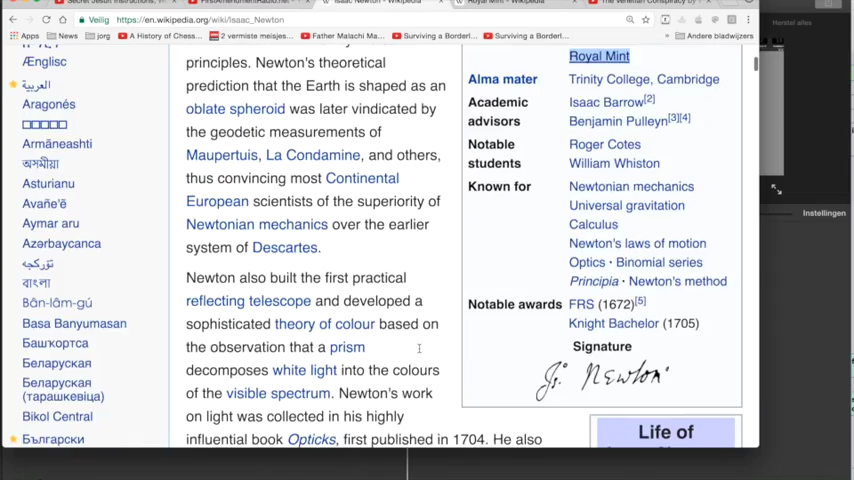 Secret Jesuit Instructions, W
FirstAmendmentRadio.net
Isaac Newton - Wikipedia
Royal Mint - Wikipedia
The Venetian Conspiracy by
Herstel alles
Veilig
https://en.wikipedia.org/wiki/Isaac_Newton
Apps
News
jorg
A History of Chess
2 vermiste meisjes..
Father Malachi Ma
Surviving a Borderl..
Surviving a Borderl..
Andere bladwijzers
Instellingen
Ænglisc
العربية
Aragonés
Armãneashti
অসমীয়া
Asturianu
Avañe'ẽ
Aymar aru
Azərbaycanca
تۆرکجه
বাংলা
Bân-lâm-gú
Basa Banyumasan
Башҡортса
Беларуская
Беларуская
(тарашкевіца)
Bikol Central
Български
principles. Newton's theoretical
prediction that the Earth is shaped as an
oblate spheroid was later vindicated by
the geodetic measurements of
Maupertuis, La Condamine, and others,
thus convincing most Continental
European scientists of the superiority of
Newtonian mechanics over the earlier
system of Descartes.
Newton also built the first practical
reflecting telescope and developed a
sophisticated theory of colour based on
the observation that a prism
decomposes white light into the colours
of the visible spectrum. Newton's work
on light was collected in his highly
influential book Opticks, first published in 1704. He also
Royal Mint
Alma mater Trinity College, Cambridge
Academic advisors Isaac Barrow[2]
Benjamin Pulleyn[3][4]
Notable students Roger Cotes
William Whiston
Known for Newtonian mechanics
Universal gravitation
Calculus
Newton's laws of motion
Optics · Binomial series
Principia · Newton's method
Notable awards FRS (1672)[5]
Knight Bachelor (1705)
Signature
Is. Newton
Life of